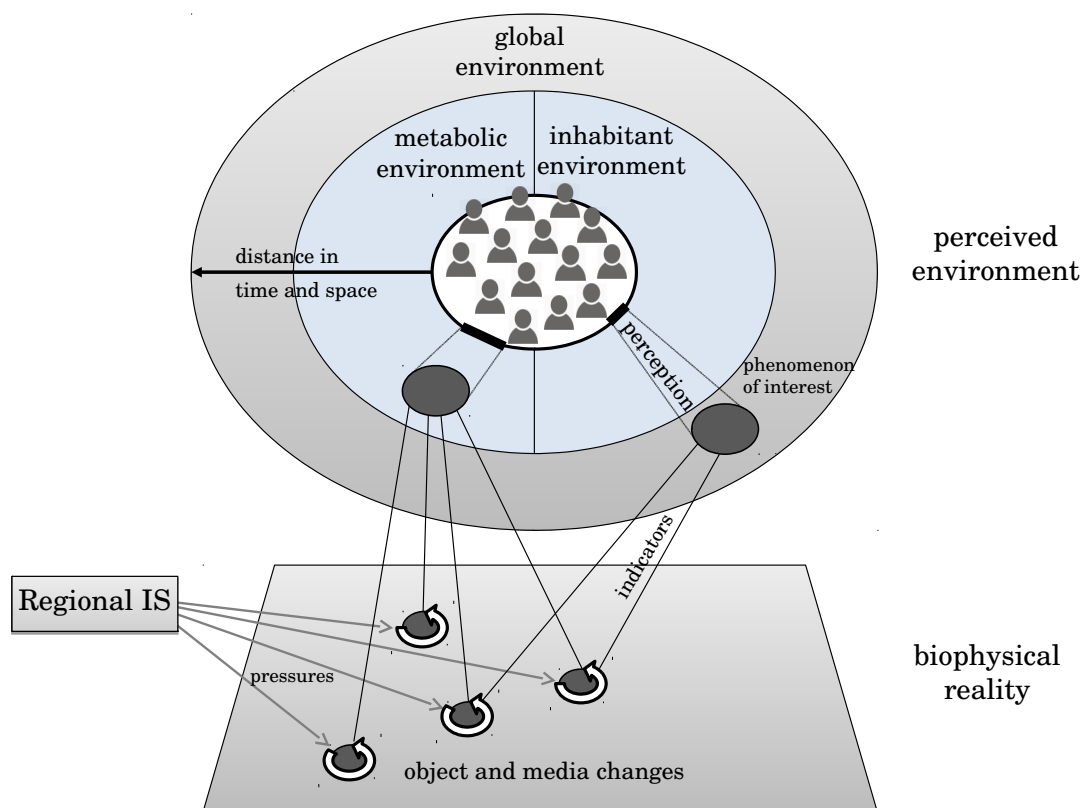 global
environment
metabolic
environment
inhabitant
environment
distance in
time and space
perceived
environment
perception
phenomenon
of interest
indicators
Regional IS
pressures
biophysical
reality
object and media changes